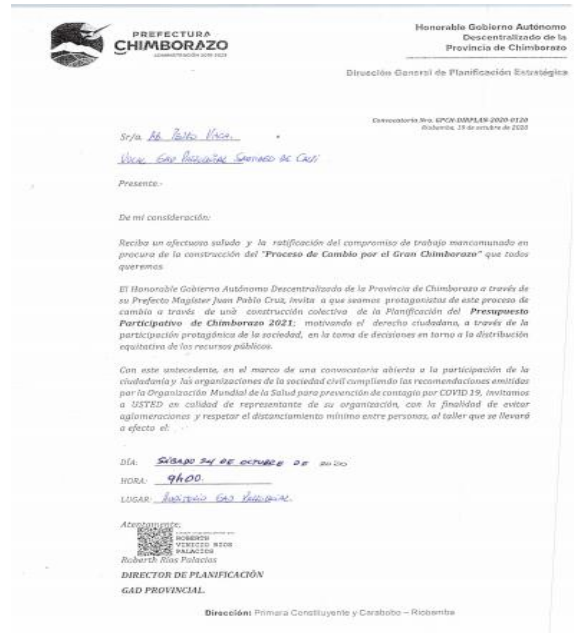 PREFECTURA
CHIMBORAZO
Honorable Gobierno Autónomo
Descentralizado de la
Provincia de Chimborazo
Dirección General de Planificación Estratégica
Convocatoria Nro. GPCH-DIRPLAN-2020-0120
Riobamba, 19 de octubre de 2020
Sr/a. Ab. Pedro Vaca.
Vocal GAD Parroquial Santiago de
Presente.-
De mi consideración:
Reciba un afectuoso saludo y la ratificación del compromiso de trabajo mancomunado en
procura de la construcción del "Proceso de Cambio por el Gran Chimborazo" que todos
queremos
El Honorable Gobierno Autónomo Descentralizado de la Provincia de Chimborazo a través de
su Prefecto Magíster Juan Pablo Cruz, invita a que seamos protagonistas de este proceso de
cambio a través de una construcción colectiva de la Planificación del Presupuesto
Participativo de Chimborazo 2021; motivando el derecho ciudadano, a través de la
participación protagónica de la sociedad, en la toma de decisiones en torno a la distribución
equitativa de los recursos públicos.
Con este antecedente, en el marco de una convocatoria abierta a la participación de la
ciudadanía y las organizaciones de la sociedad civil cumpliendo las recomendaciones emitidas
por la Organización Mundial de la Salud para prevención de contagio por COVID 19, invitamos
a USTED en calidad de representante de su organización, con la finalidad de evitar
aglomeraciones y respetar el distanciamiento mínimo entre personas, al taller que se llevará
a efecto el:
DÍA: SÁBADO 24 DE OCTUBRE DE 2020
HORA: 9h00.
LUGAR: Auditorio GAD Parroquial.
Atentamente,
ROBERTH
VINICIO RIOS
PALACIOS
Roberth Ríos Palacios
DIRECTOR DE PLANIFICACIÓN
GAD PROVINCIAL.
Dirección: Primera Constituyente y Carabobo – Riobamba